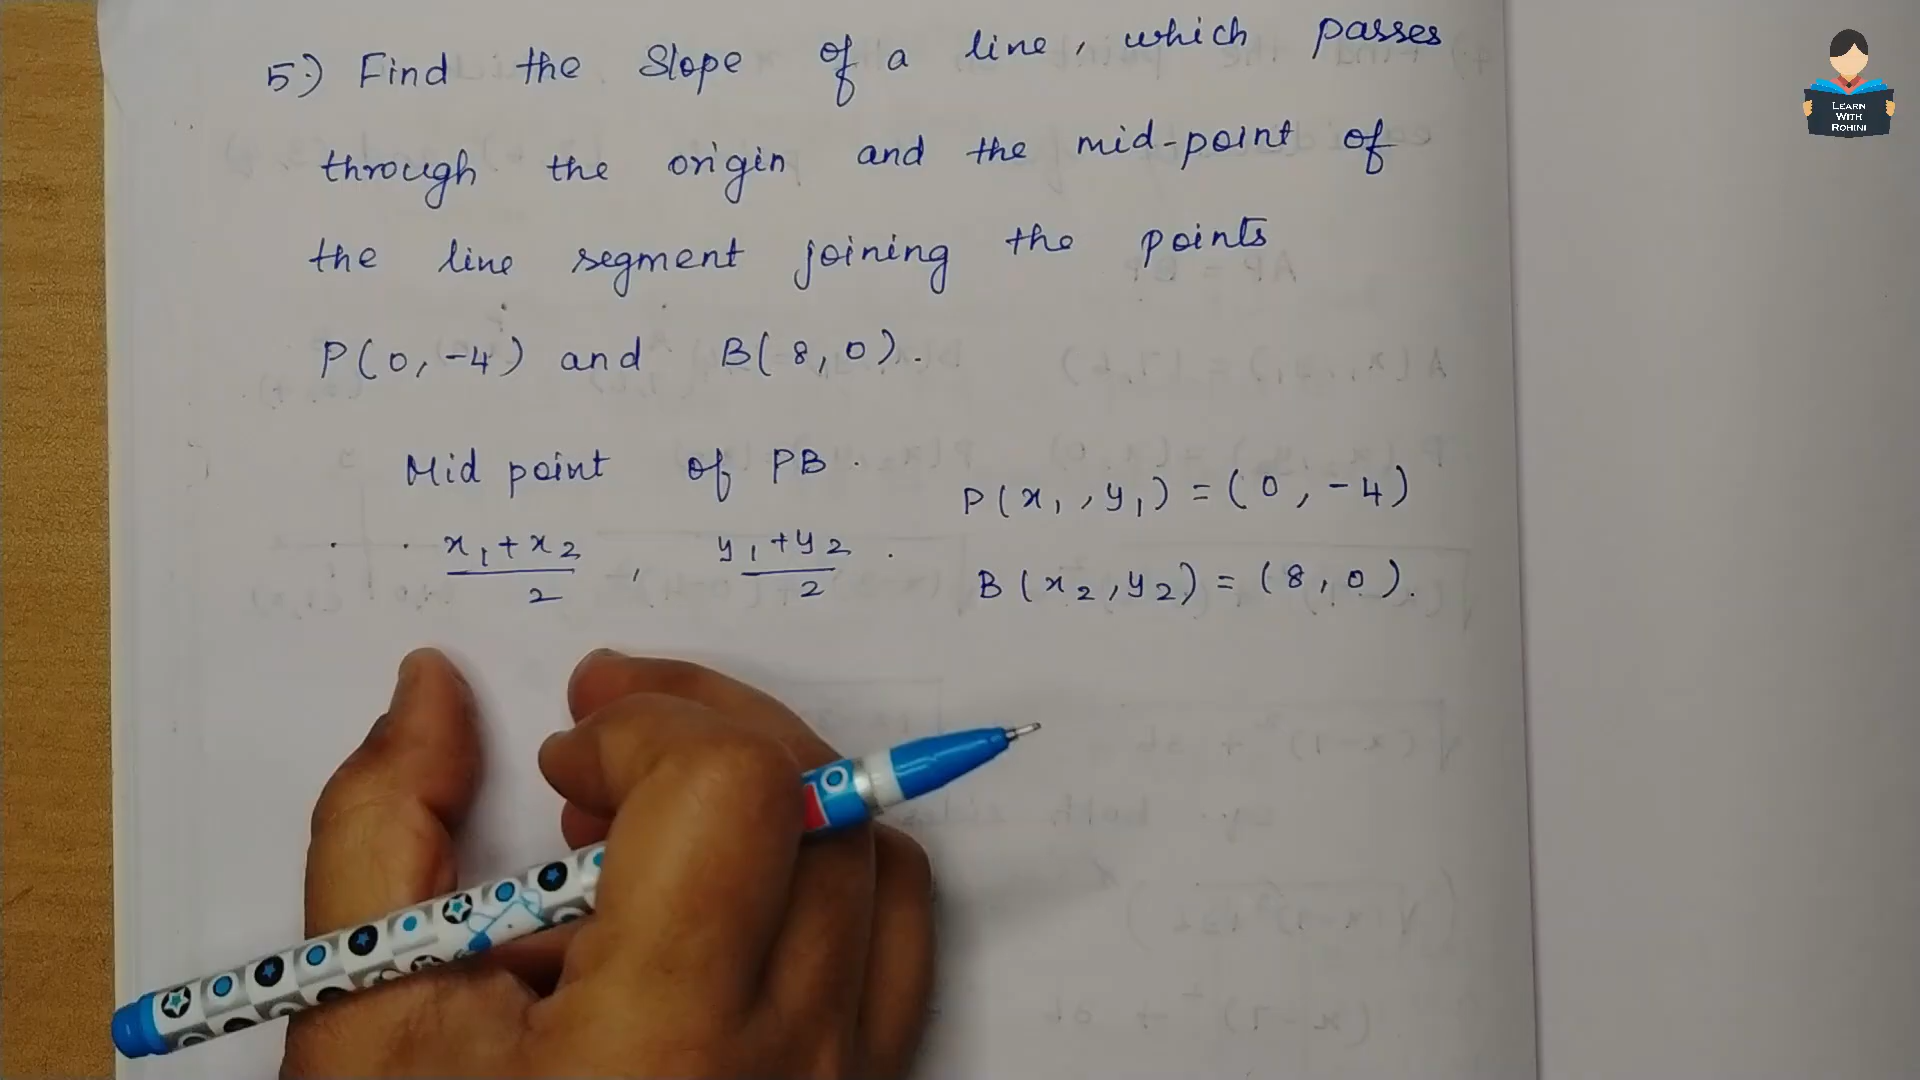 5.) Find the slope of a line, which passes
through the origin and the mid-point of
the line segment joining the points
P(0, -4) and B(8, 0).
Mid point of PB.
x₁+x₂/2 , y₁+y₂/2 .
P(x₁, y₁) = (0, -4)
B(x₂, y₂) = (8, 0).
LEARN
WITH
ROHINI